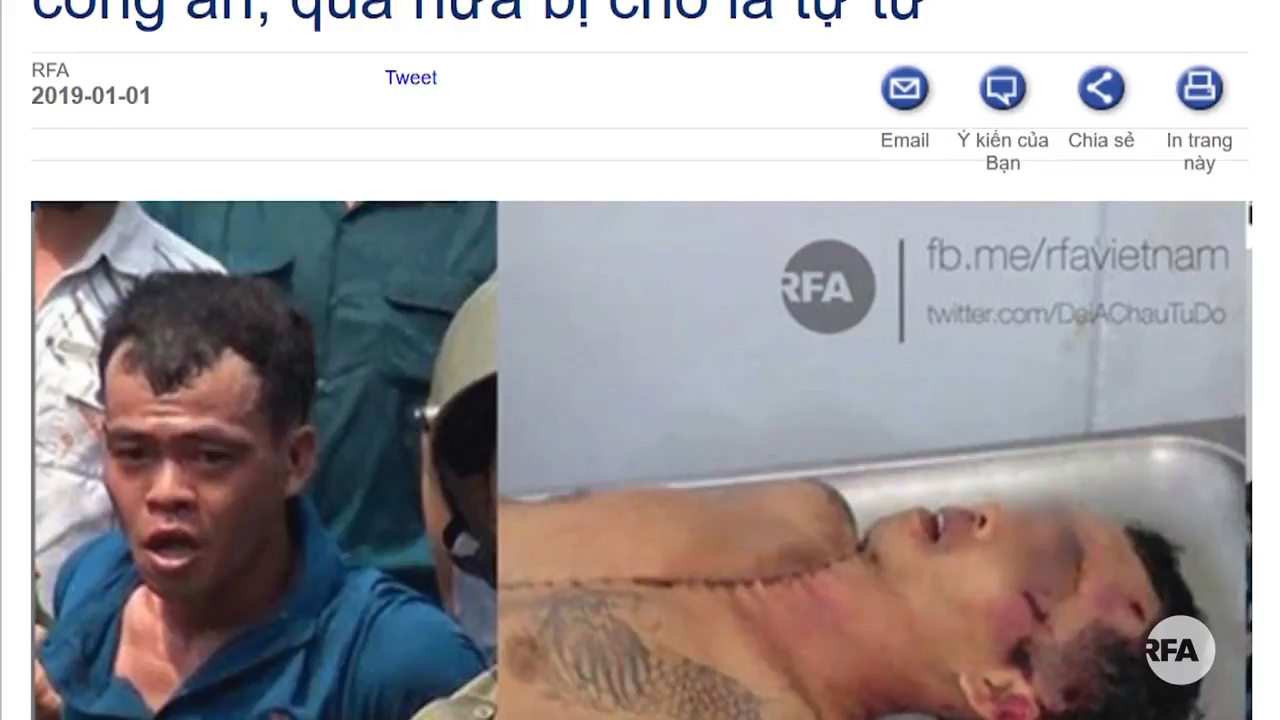 công an, quá nửa bị cho là tự tử
RFA
2019-01-01
Tweet
Email
Ý kiến của
Bạn
Chia sẻ
In trang
này
RFA
fb.me/rfavietnam
twitter.com/DaiAChauTuDo
RFA